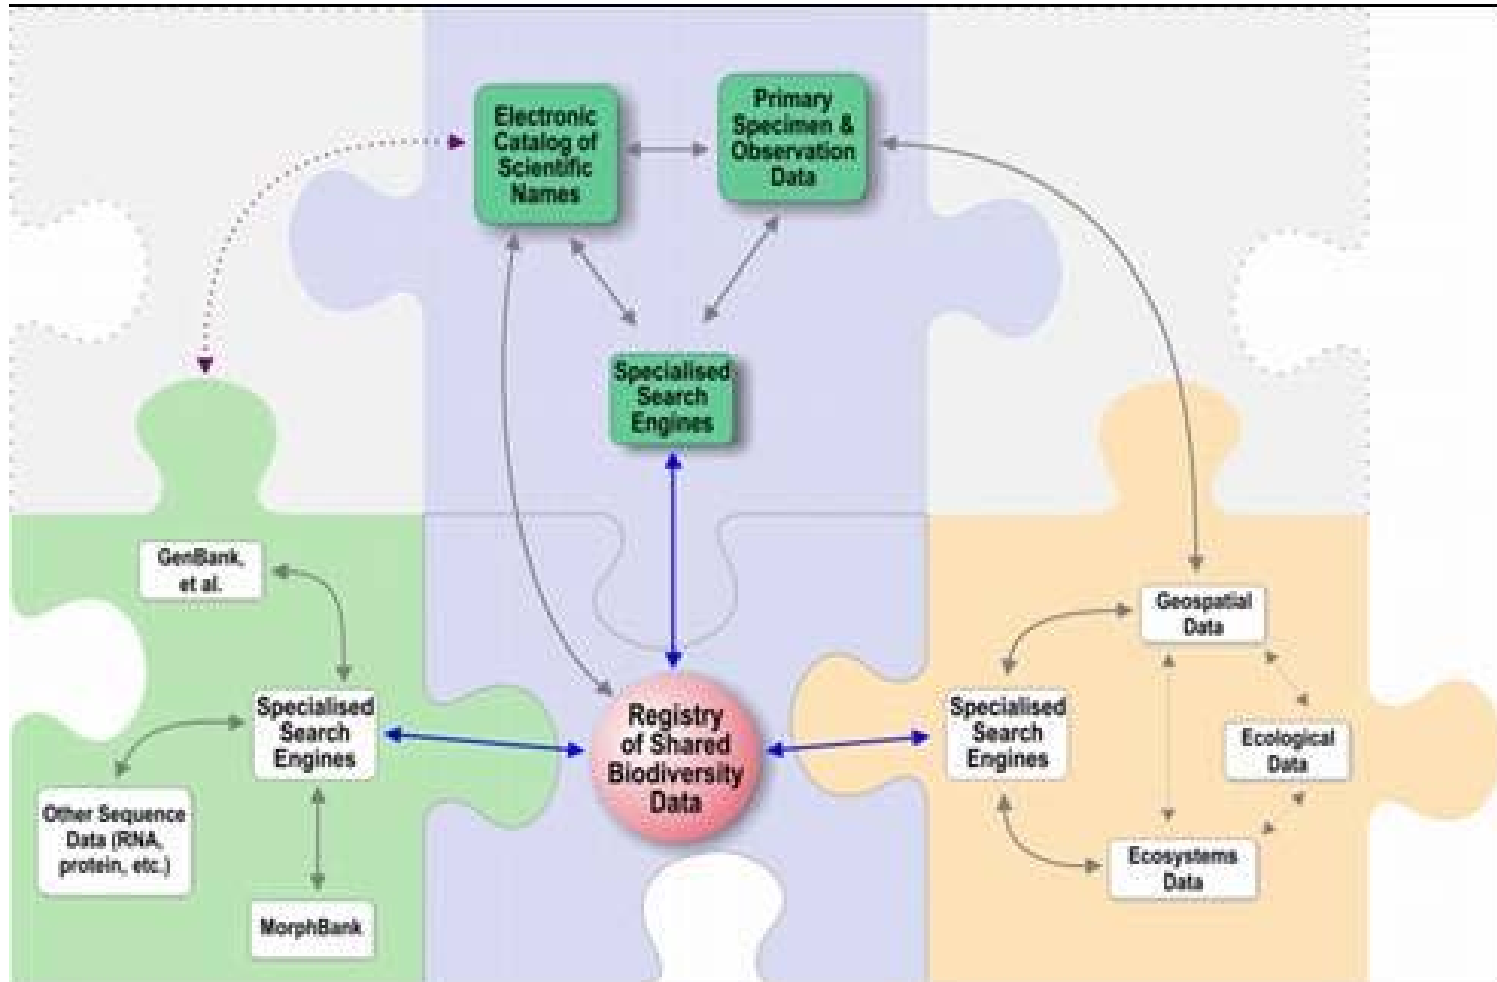 Electronic
Catalog of
Scientific
Names
Primary
Specimen &
Observation
Data
Specialised
Search
Engines
GenBank,
et al.
Specialised
Search
Engines
Other Sequence
Data (RNA,
protein, etc.)
MorphBank
Registry
of Shared
Biodiversity
Data
Specialised
Search
Engines
Geospatial
Data
Ecological
Data
Ecosystems
Data